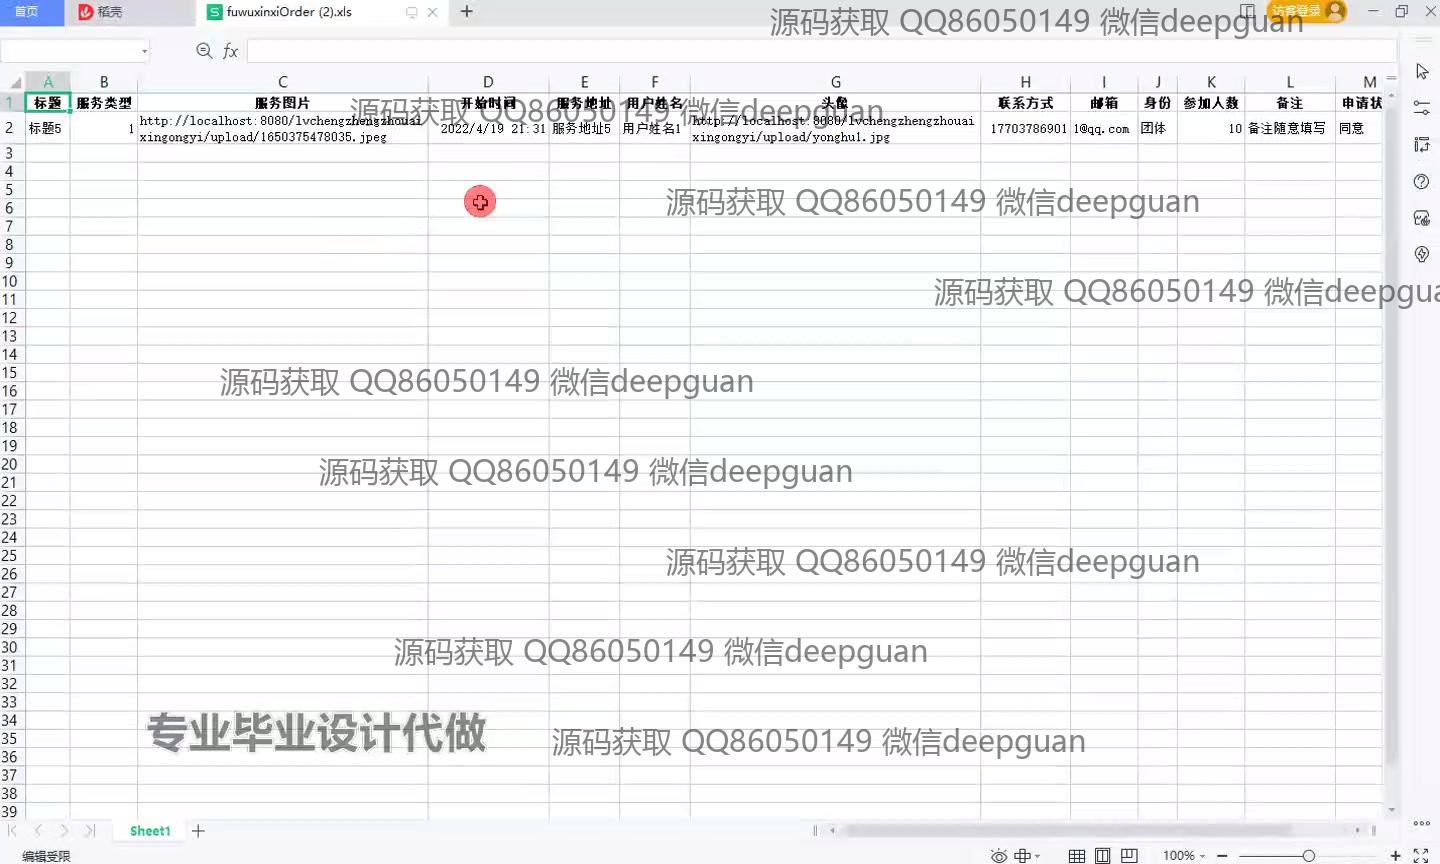 首页
稻壳
fuwuxinxiOrder (2).xls
访客登录
源码获取 QQ86050149 微信deepguan
fx
A B C D E F G H I J K L M
1 标题 服务类型 服务图片 开始时间 服务地址 用户姓名 头像 联系方式 邮箱 身份 参加人数 备注 申请状
源码获取 QQ86050149 微信deepguan
2 标题5 1 http://localhost:8080/lvchengzhengzhouai 2022/4/19 21:31 服务地址5 用户姓名1 http://localhost:8080/lvchengzhengzhouai 17703786901 1@qq.com 团体 10 备注随意填写 同意
xingongyi/upload/1650375478035.jpeg xingongyi/upload/yonghu1.jpg
3
4
5
源码获取 QQ86050149 微信deepguan
6
7
8
9
10
源码获取 QQ86050149 微信deepgua
11
12
13
14
15
源码获取 QQ86050149 微信deepguan
16
17
18
19
20
源码获取 QQ86050149 微信deepguan
21
22
23
24
25
源码获取 QQ86050149 微信deepguan
26
27
28
29
30
源码获取 QQ86050149 微信deepguan
31
32
33
34
专业毕业设计代做
35
源码获取 QQ86050149 微信deepguan
36
37
38
39
Sheet1
编辑受限
100%